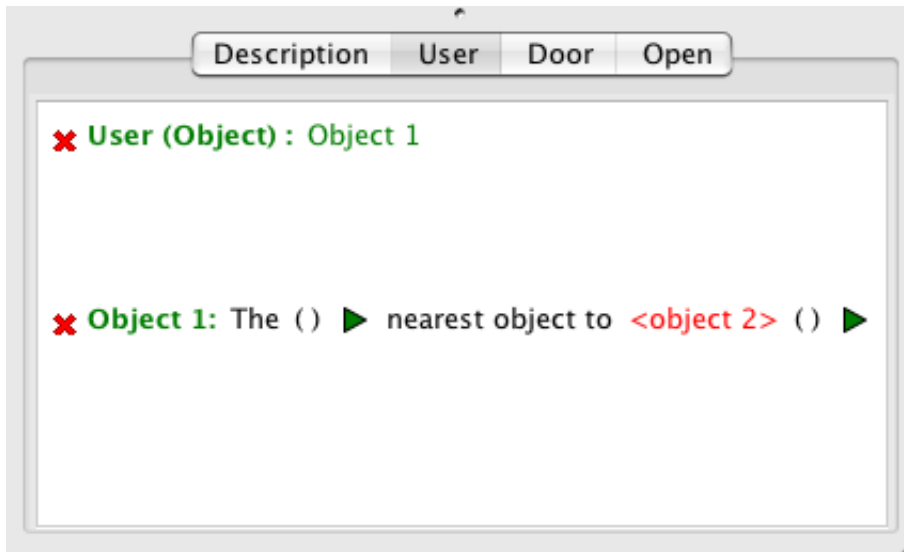 Description User Door Open
User (Object) : Object 1
Object 1: The () nearest object to <object 2> ()